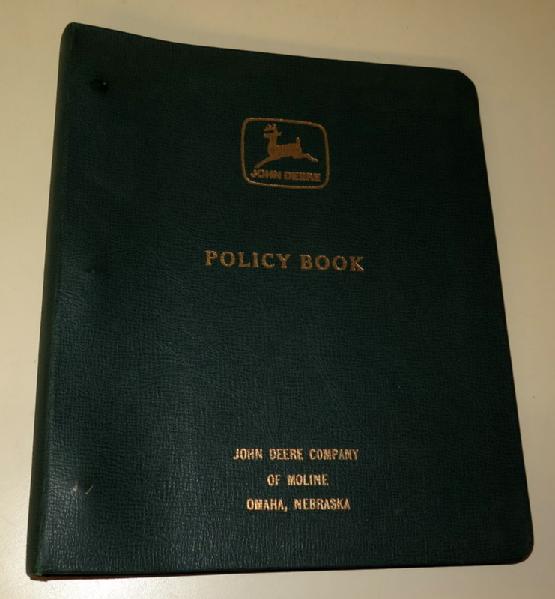 JOHN DEERE
POLICY BOOK
JOHN DEERE COMPANY
OF MOLINE
OMAHA, NEBRASKA